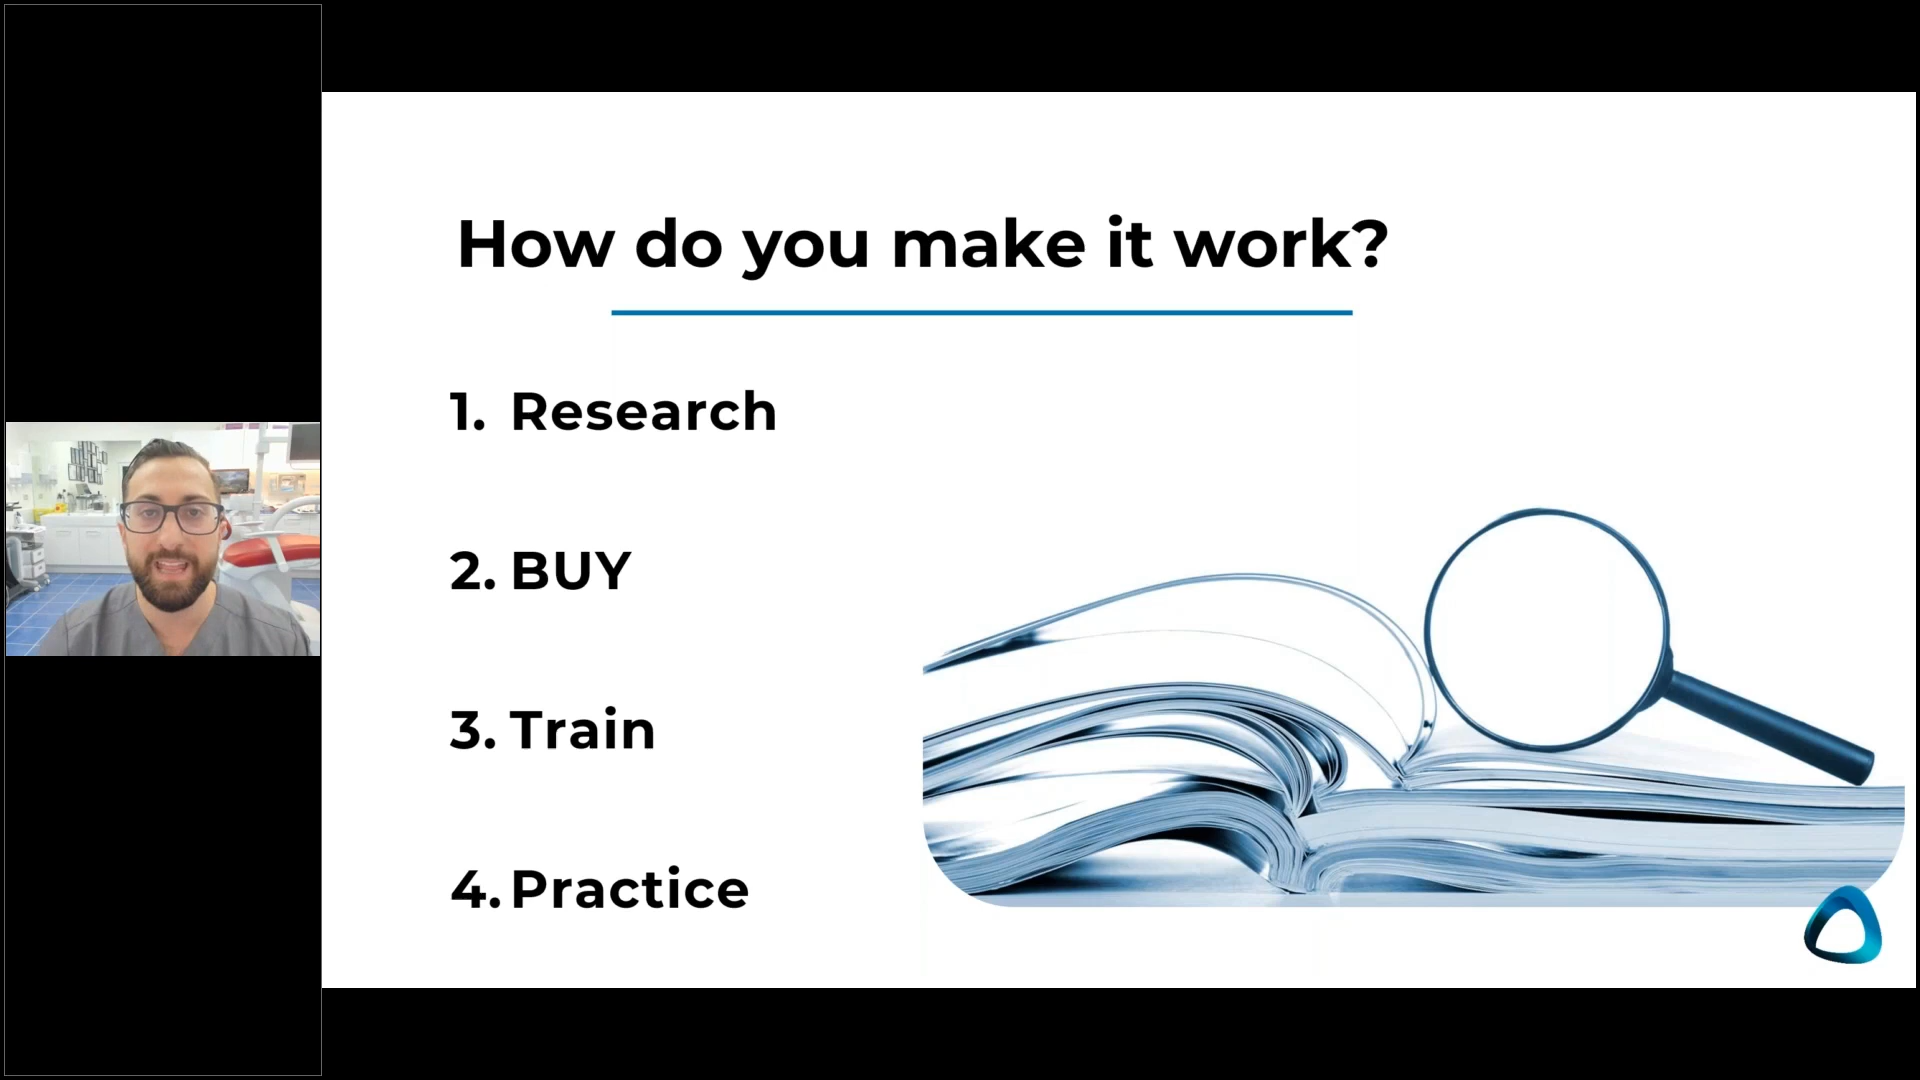 How do you make it work?
1. Research
2. BUY
3. Train
4. Practice